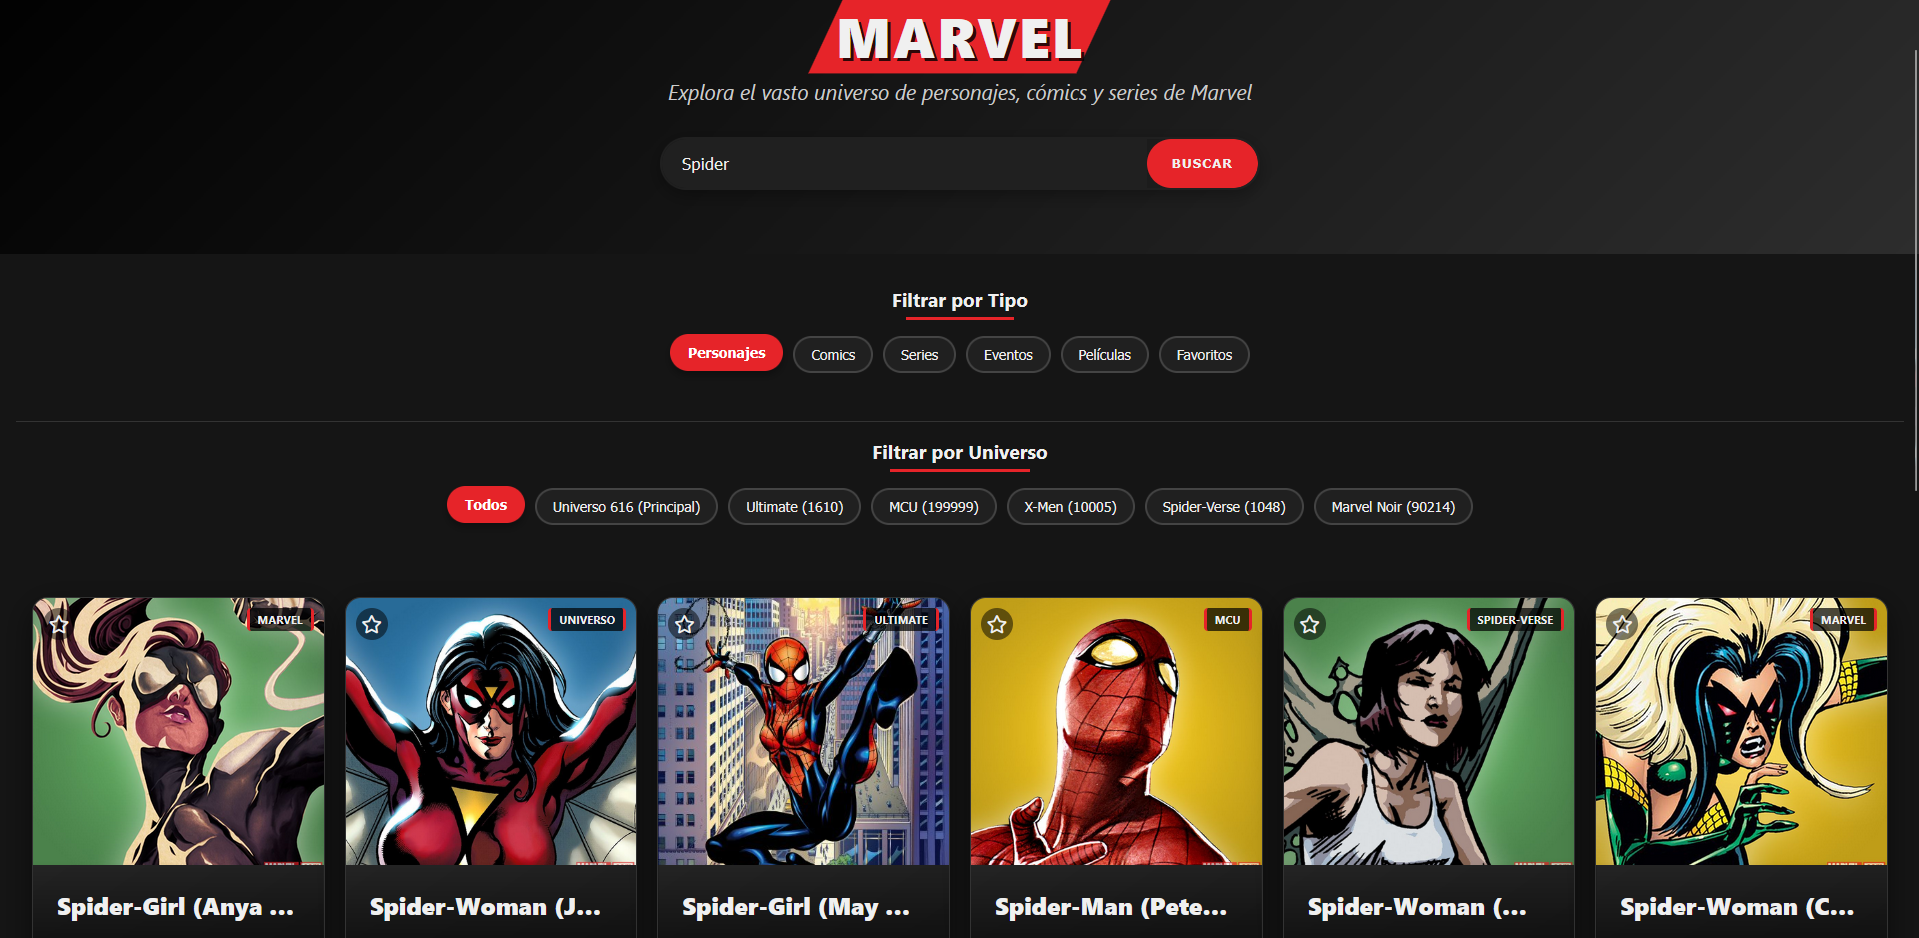 MARVEL
Explora el vasto universo de personajes, cómics y series de Marvel
Spider
BUSCAR
Filtrar por Tipo
Personajes
Comics
Series
Eventos
Películas
Favoritos
Filtrar por Universo
Todos
Universo 616 (Principal)
Ultimate (1610)
MCU (199999)
X-Men (10005)
Spider-Verse (1048)
Marvel Noir (90214)
MARVEL
UNIVERSO
ULTIMATE
MCU
SPIDER-VERSE
MARVEL
Spider-Girl (Anya ...
Spider-Woman (J...
Spider-Girl (May ...
Spider-Man (Pete...
Spider-Woman (...
Spider-Woman (C...